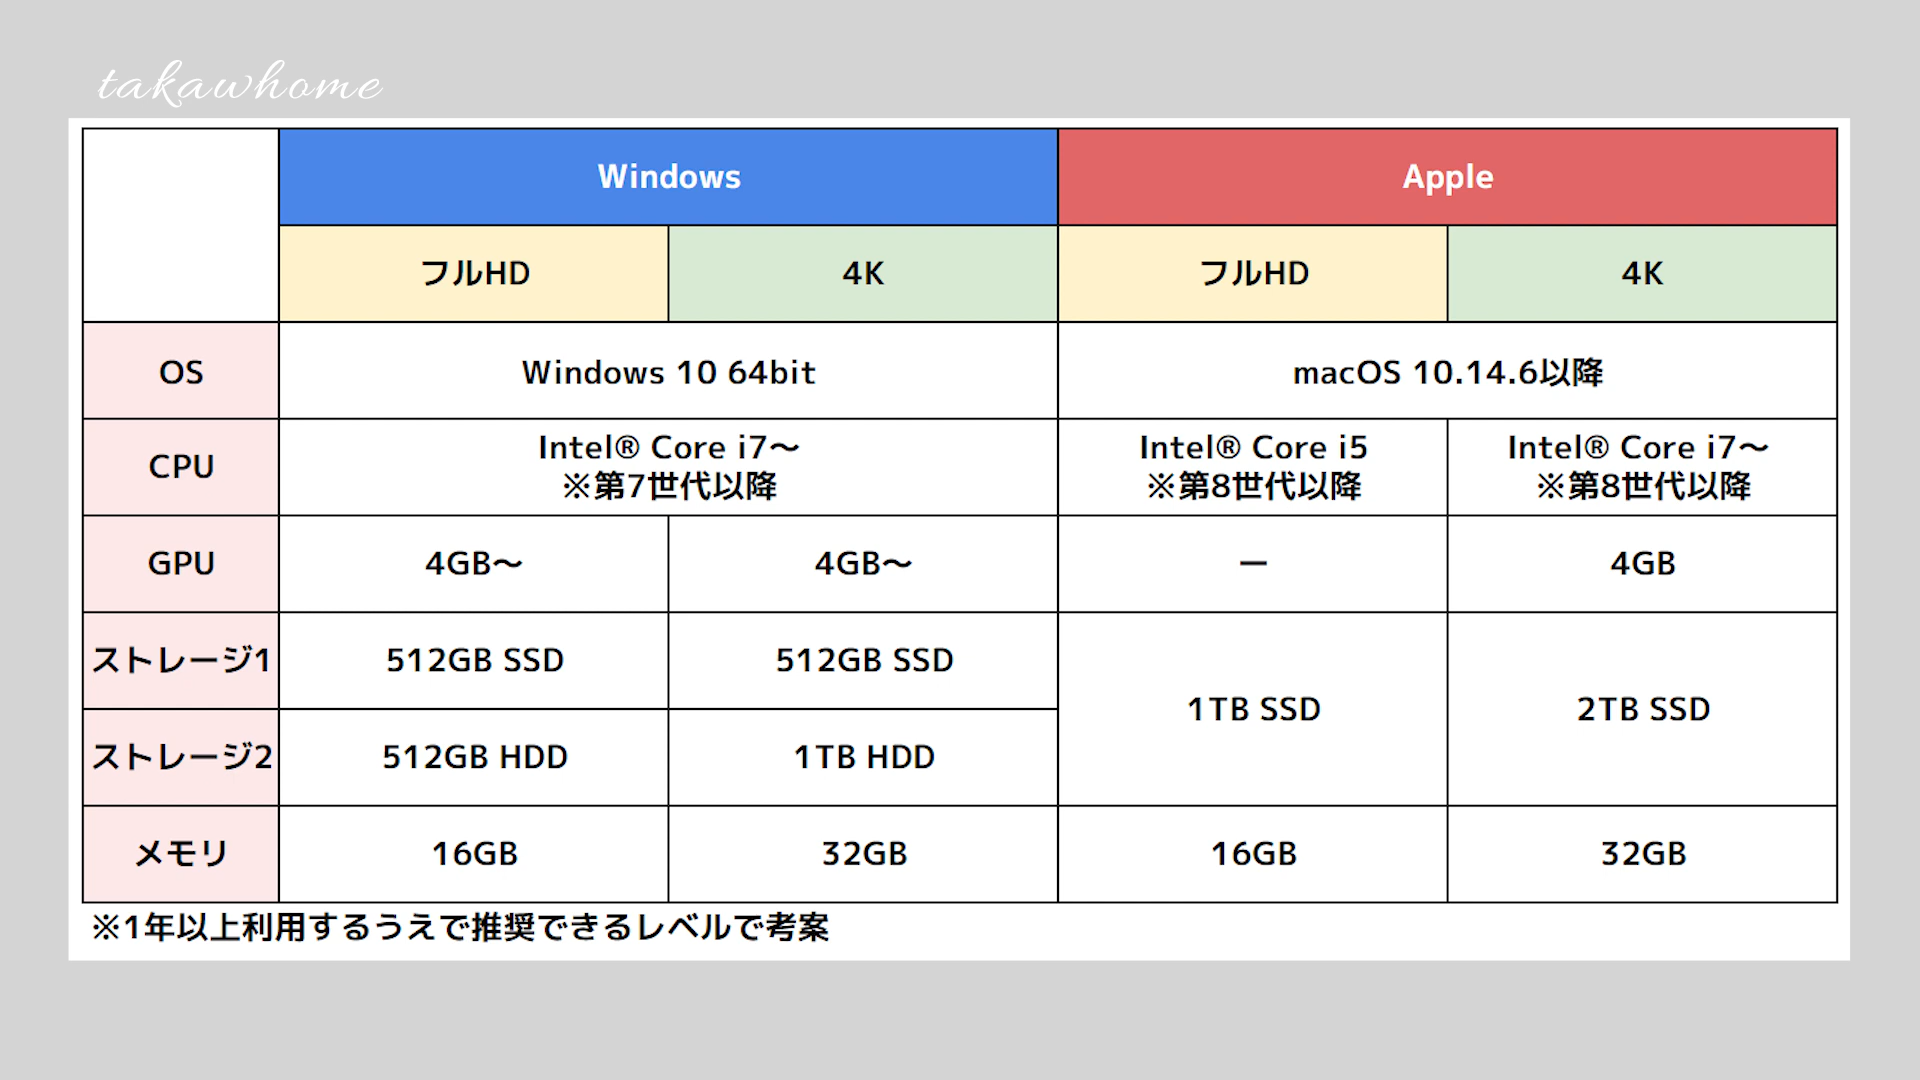 takawhome
Windows
Apple
フルHD
4K
フルHD
4K
OS
Windows 10 64bit
macOS 10.14.6以降
CPU
Intel® Core i7～
※第7世代以降
Intel® Core i5
※第8世代以降
Intel® Core i7～
※第8世代以降
GPU
4GB～
4GB～
ー
4GB
ストレージ1
512GB SSD
512GB SSD
1TB SSD
2TB SSD
ストレージ2
512GB HDD
1TB HDD
メモリ
16GB
32GB
16GB
32GB
※1年以上利用するうえで推奨できるレベルで考案